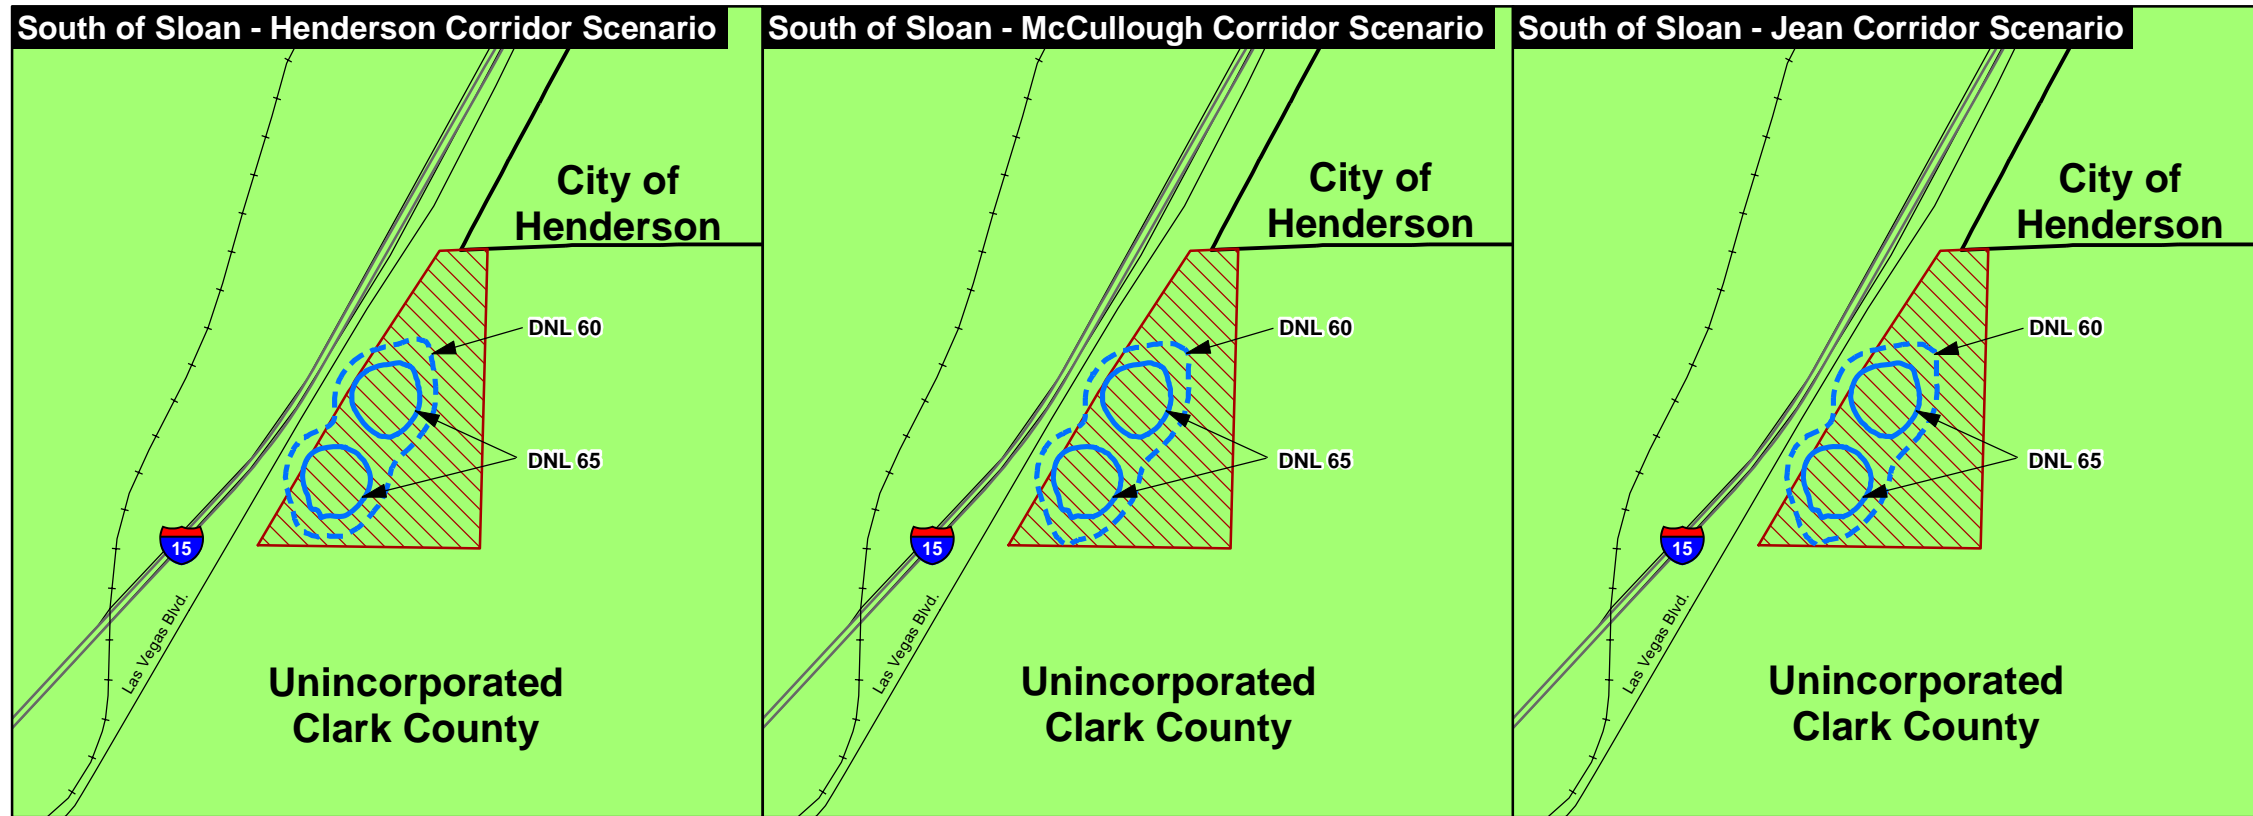 South of Sloan - Henderson Corridor Scenario
City of
Henderson
DNL 60
DNL 65
15
Las Vegas Blvd.
Unincorporated
Clark County
South of Sloan - McCullough Corridor Scenario
City of
Henderson
DNL 60
DNL 65
15
Las Vegas Blvd.
Unincorporated
Clark County
South of Sloan - Jean Corridor Scenario
City of
Henderson
DNL 60
DNL 65
15
Las Vegas Blvd.
Unincorporated
Clark County